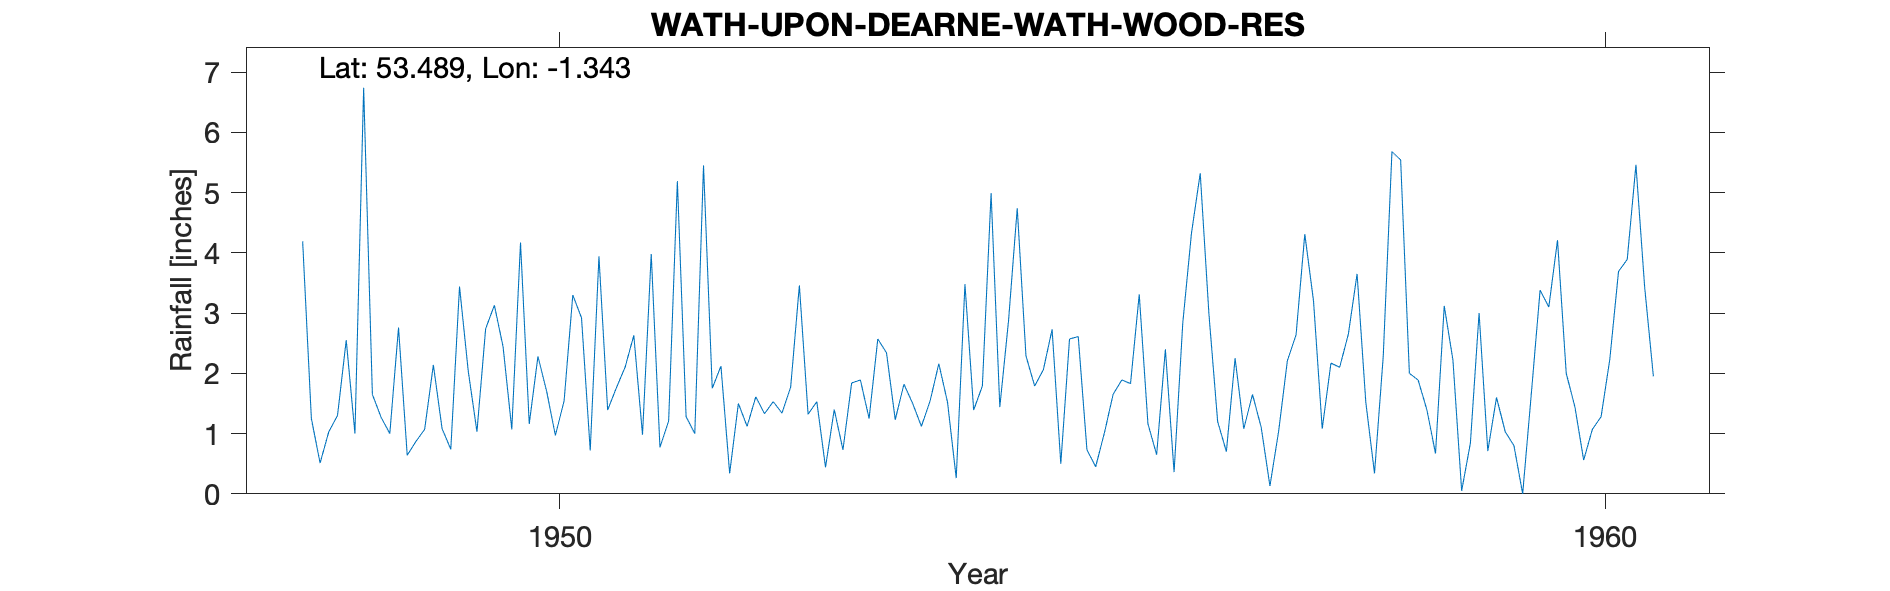 WATH-UPON-DEARNE-WATH-WOOD-RES
Lat: 53.489, Lon: -1.343
7
6
5
4
3
2
1
0
Rainfall [inches]
1950 1960
Year